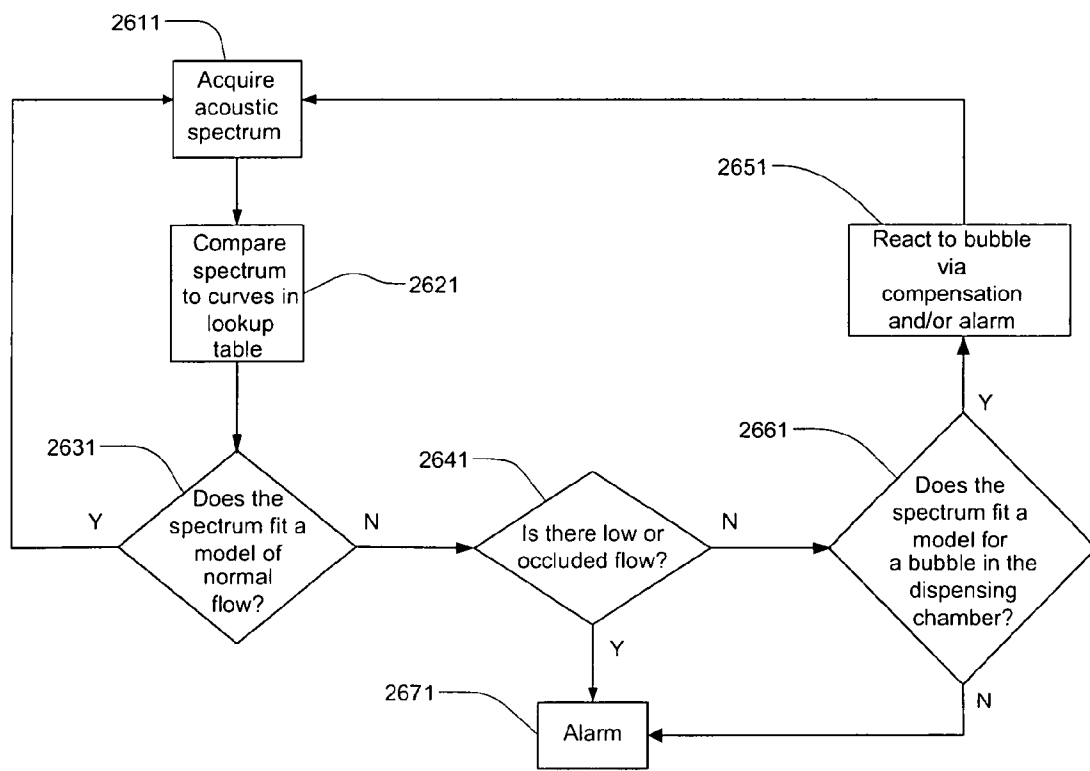 2611
Acquire
acoustic
spectrum
2651
React to bubble
via
compensation
and/or alarm
Compare
spectrum
to curves in
lookup
table
2621
2631
Does the
spectrum fit a
model of
normal
flow?
Y
N
2641
Is there low or
occluded flow?
N
Y
2661
Does the
spectrum fit a
model for
a bubble in the
dispensing
chamber?
Y
N
2671
Alarm